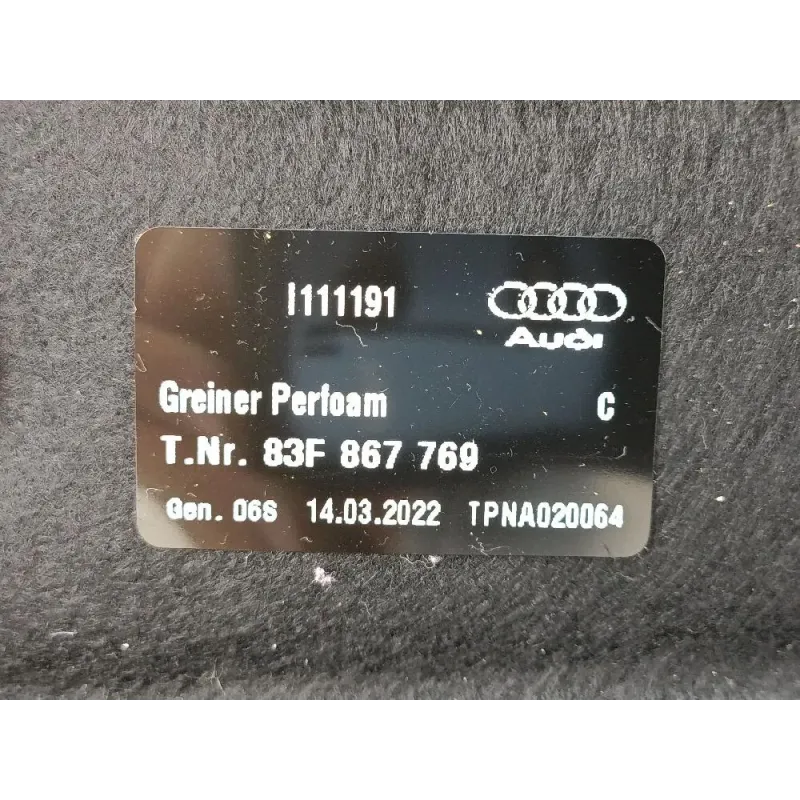 I111191
Audi
Greiner Perfoam C
T.Nr. 83F 867 769
Gen. 06S 14.03.2022 TPNA020064